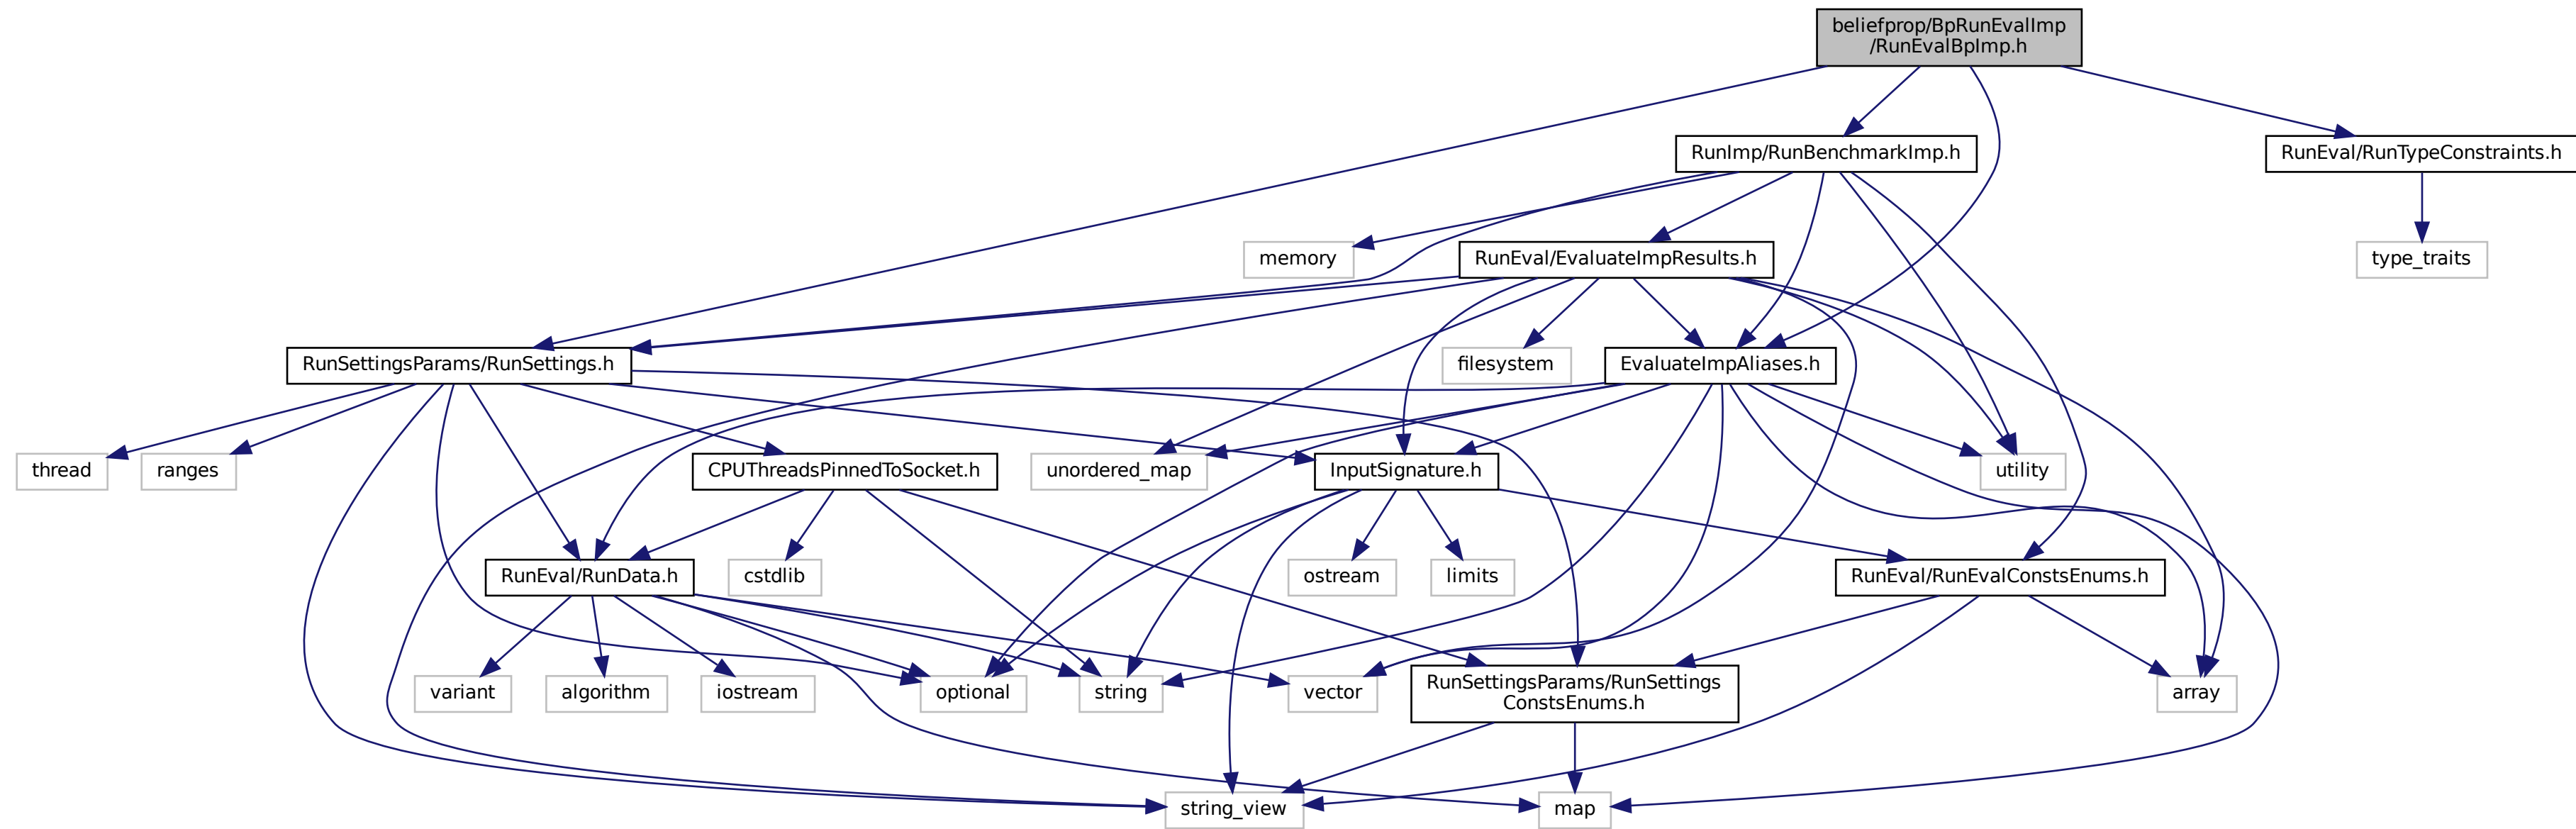 beliefprop/BpRunEvalImp
/RunEvalBpImp.h
RunImp/RunBenchmarkImp.h
RunEval/RunTypeConstraints.h
memory
RunEval/EvaluateImpResults.h
type_traits
RunSettingsParams/RunSettings.h
filesystem
EvaluateImpAliases.h
thread
ranges
CPUThreadsPinnedToSocket.h
unordered_map
InputSignature.h
utility
RunEval/RunData.h
cstdlib
ostream
limits
RunEval/RunEvalConstsEnums.h
variant
algorithm
iostream
optional
string
vector
RunSettingsParams/RunSettings
ConstsEnums.h
array
string_view
map